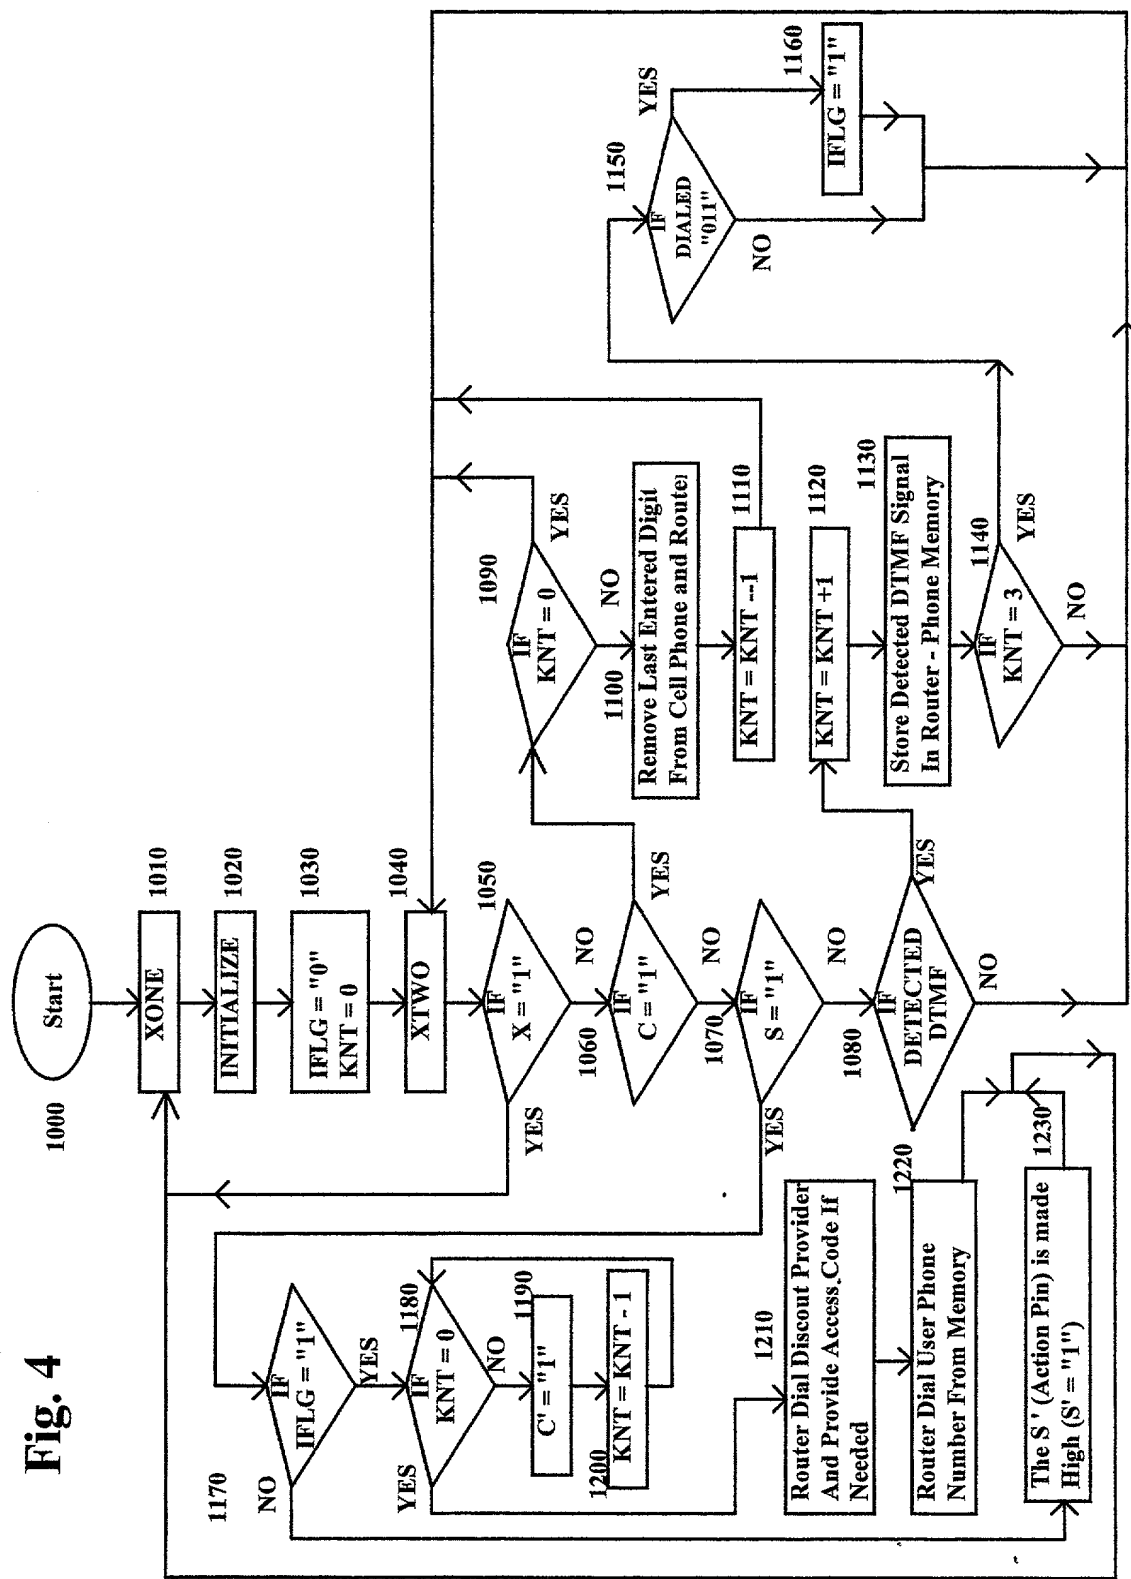 Fig. 4
Start
1000
XONE
1010
INITIALIZE
1020
IFLG = "0"
KNT = 0
1030
XTWO
1040
IF
X = "1"
1050
YES
NO
IF
C = "1"
1060
YES
NO
IF
S = "1"
1070
YES
NO
IF
DETECTED
DTMF
1080
YES
NO
IF
KNT = 0
1090
YES
NO
1100
Remove Last Entered Digit
From Cell Phone and Router
KNT = KNT --1
1110
KNT = KNT +1
1120
Store Detected DTMF Signal
In Router - Phone Memory
1130
IF
KNT = 3
1140
YES
NO
IF
DIALED
"011"
1150
YES
NO
IFLG = "1"
1160
IF
IFLG = "1"
1170
NO
YES
IF
KNT = 0
1180
YES
NO
C' = "1"
1190
KNT = KNT - 1
1200
Router Dial Discout Provider
And Provide Access Code If
Needed
1210
Router Dial User Phone
Number From Memory
1220
The S ' (Action Pin) is made
High (S' = "1")
1230